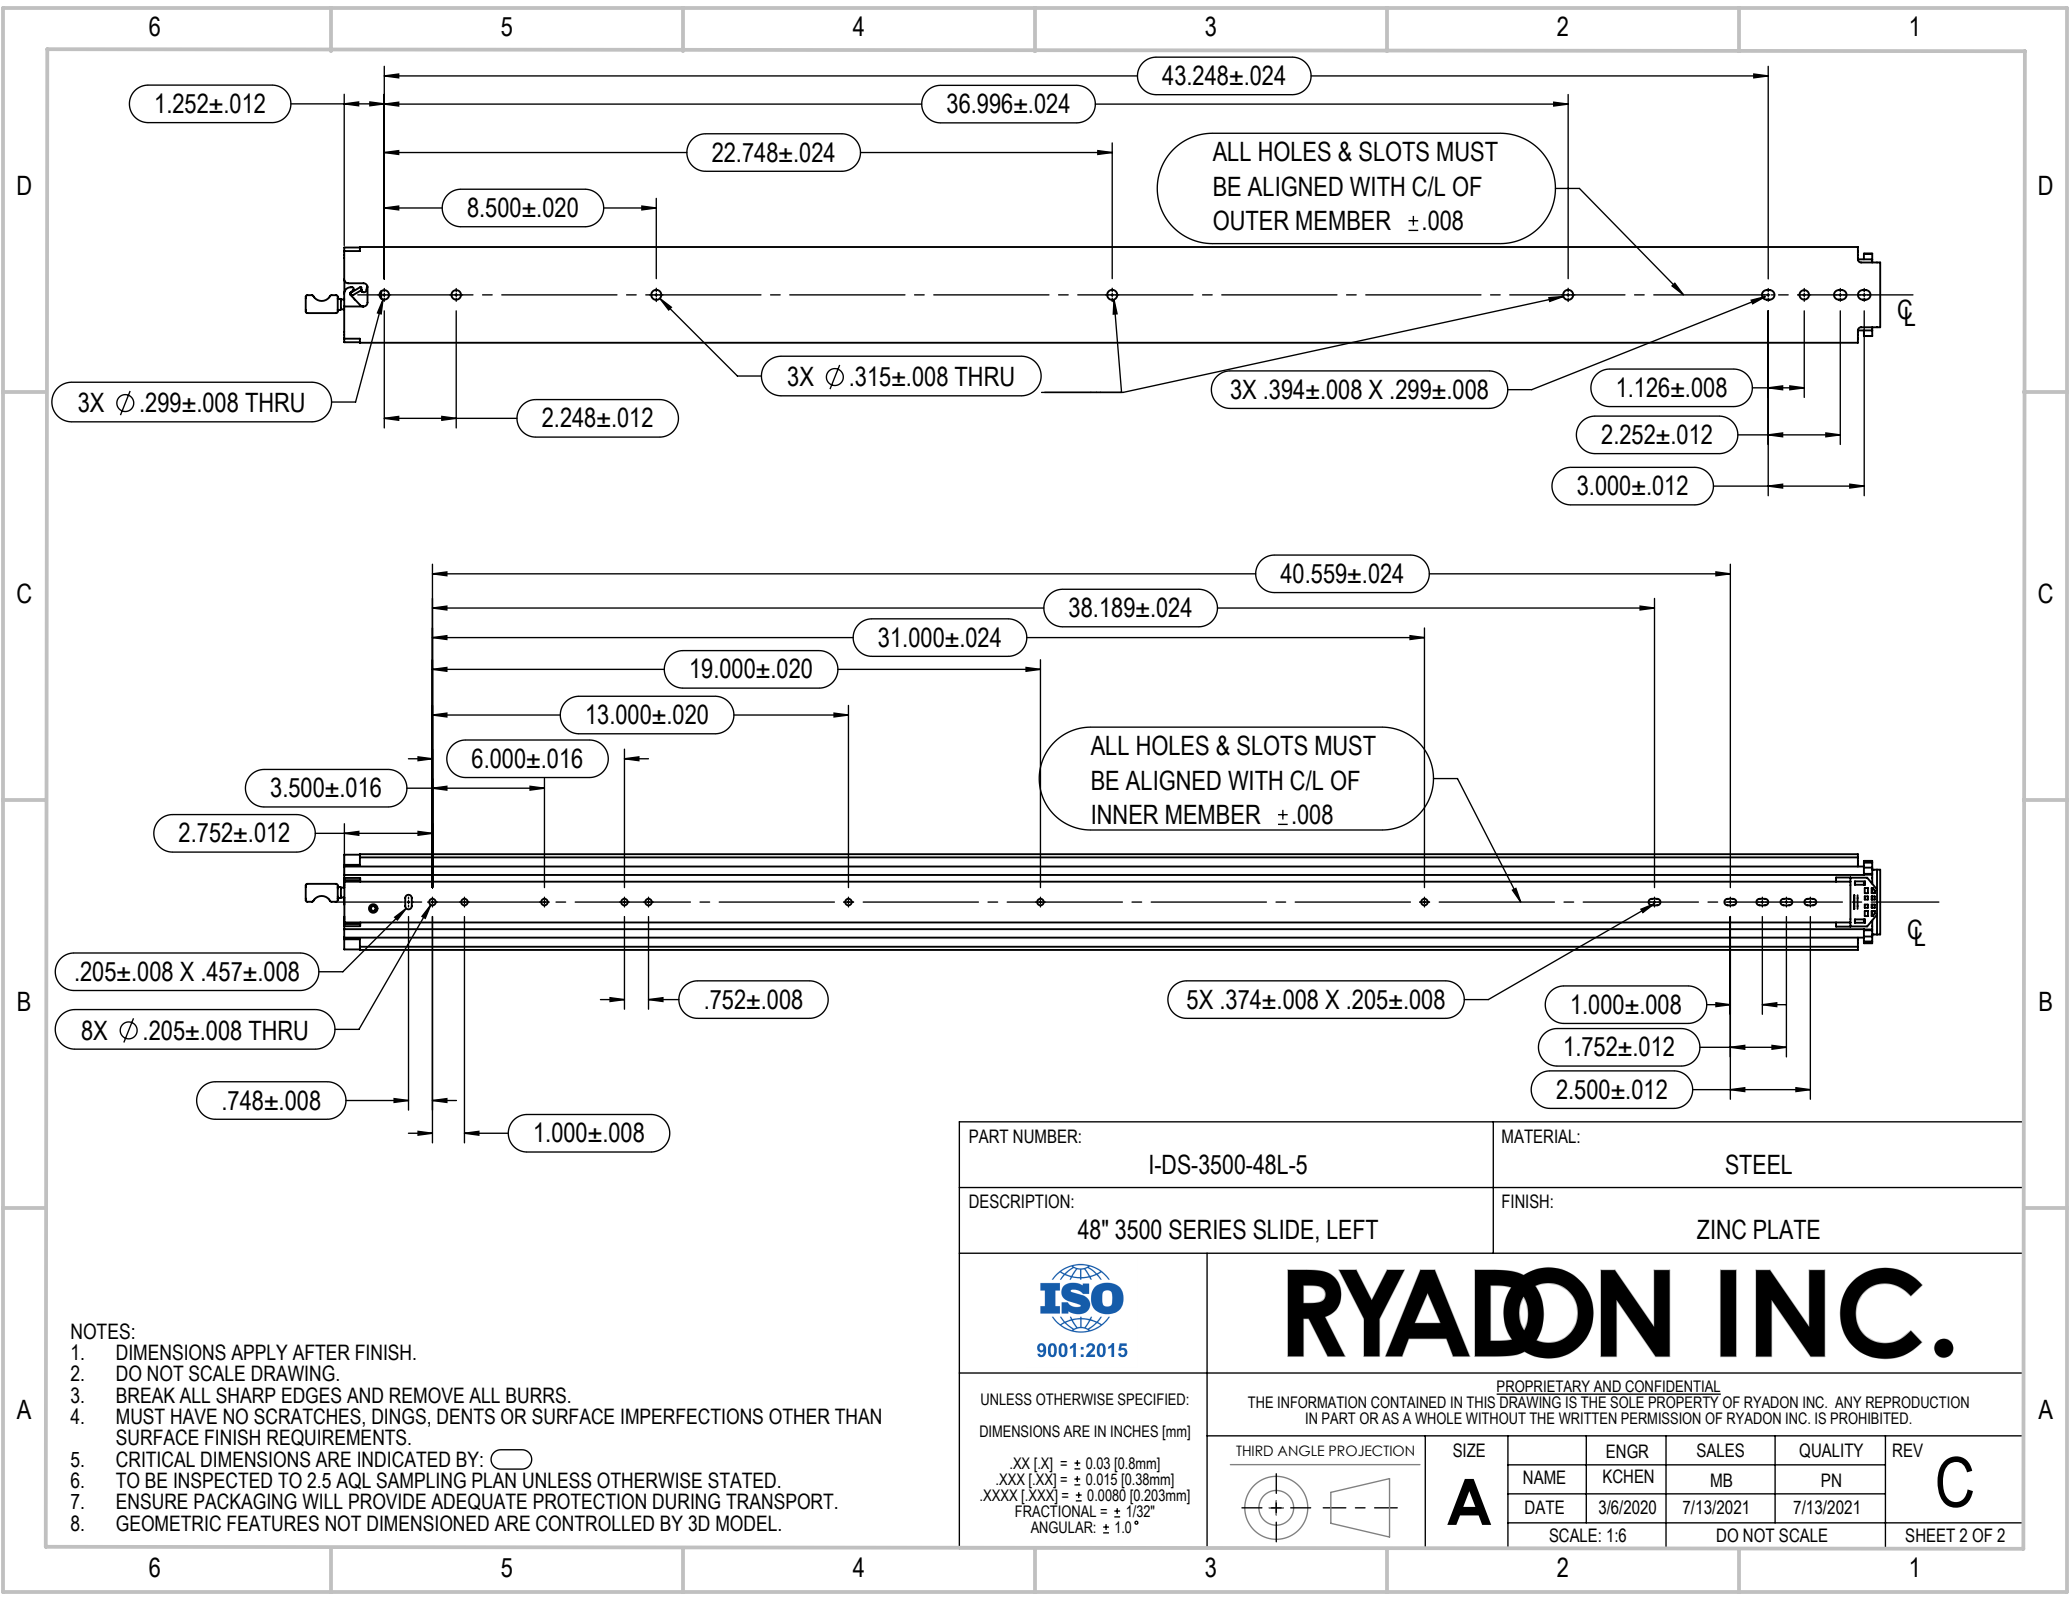 6 5 4 3 2 1
43.248±.024
1.252±.012
36.996±.024
22.748±.024
ALL HOLES & SLOTS MUST
BE ALIGNED WITH C/L OF
OUTER MEMBER ±.008
D D
8.500±.020
℄
3X ∅ .315±.008 THRU
3X .394±.008 X .299±.008
1.126±.008
3X ∅ .299±.008 THRU
2.248±.012
2.252±.012
3.000±.012
40.559±.024
C C
38.189±.024
31.000±.024
19.000±.020
13.000±.020
ALL HOLES & SLOTS MUST
BE ALIGNED WITH C/L OF
INNER MEMBER ±.008
6.000±.016
3.500±.016
2.752±.012
℄
.205±.008 X .457±.008
.752±.008
5X .374±.008 X .205±.008
1.000±.008
B B
8X ∅ .205±.008 THRU
1.752±.012
2.500±.012
.748±.008
1.000±.008
PART NUMBER:
I-DS-3500-48L-5
MATERIAL:
STEEL
DESCRIPTION:
48" 3500 SERIES SLIDE, LEFT
FINISH:
ZINC PLATE
ISO
9001:2015
RYADON INC.
NOTES:
1. DIMENSIONS APPLY AFTER FINISH.
2. DO NOT SCALE DRAWING.
3. BREAK ALL SHARP EDGES AND REMOVE ALL BURRS.
4. MUST HAVE NO SCRATCHES, DINGS, DENTS OR SURFACE IMPERFECTIONS OTHER THAN
SURFACE FINISH REQUIREMENTS.
5. CRITICAL DIMENSIONS ARE INDICATED BY:
6. TO BE INSPECTED TO 2.5 AQL SAMPLING PLAN UNLESS OTHERWISE STATED.
7. ENSURE PACKAGING WILL PROVIDE ADEQUATE PROTECTION DURING TRANSPORT.
8. GEOMETRIC FEATURES NOT DIMENSIONED ARE CONTROLLED BY 3D MODEL.
A A
UNLESS OTHERWISE SPECIFIED:
DIMENSIONS ARE IN INCHES [mm]
.XX [.X] = ± 0.03 [0.8mm]
.XXX [.XX] = ± 0.015 [0.38mm]
.XXXX [.XXX] = ± 0.0080 [0.203mm]
FRACTIONAL = ± 1/32"
ANGULAR: ± 1.0°
PROPRIETARY AND CONFIDENTIAL
THE INFORMATION CONTAINED IN THIS DRAWING IS THE SOLE PROPERTY OF RYADON INC. ANY REPRODUCTION
IN PART OR AS A WHOLE WITHOUT THE WRITTEN PERMISSION OF RYADON INC. IS PROHIBITED.
THIRD ANGLE PROJECTION
SIZE
A
ENGR SALES QUALITY
NAME KCHEN MB PN
DATE 3/6/2020 7/13/2021 7/13/2021
REV
C
SCALE: 1:6 DO NOT SCALE SHEET 2 OF 2
6 5 4 3 2 1